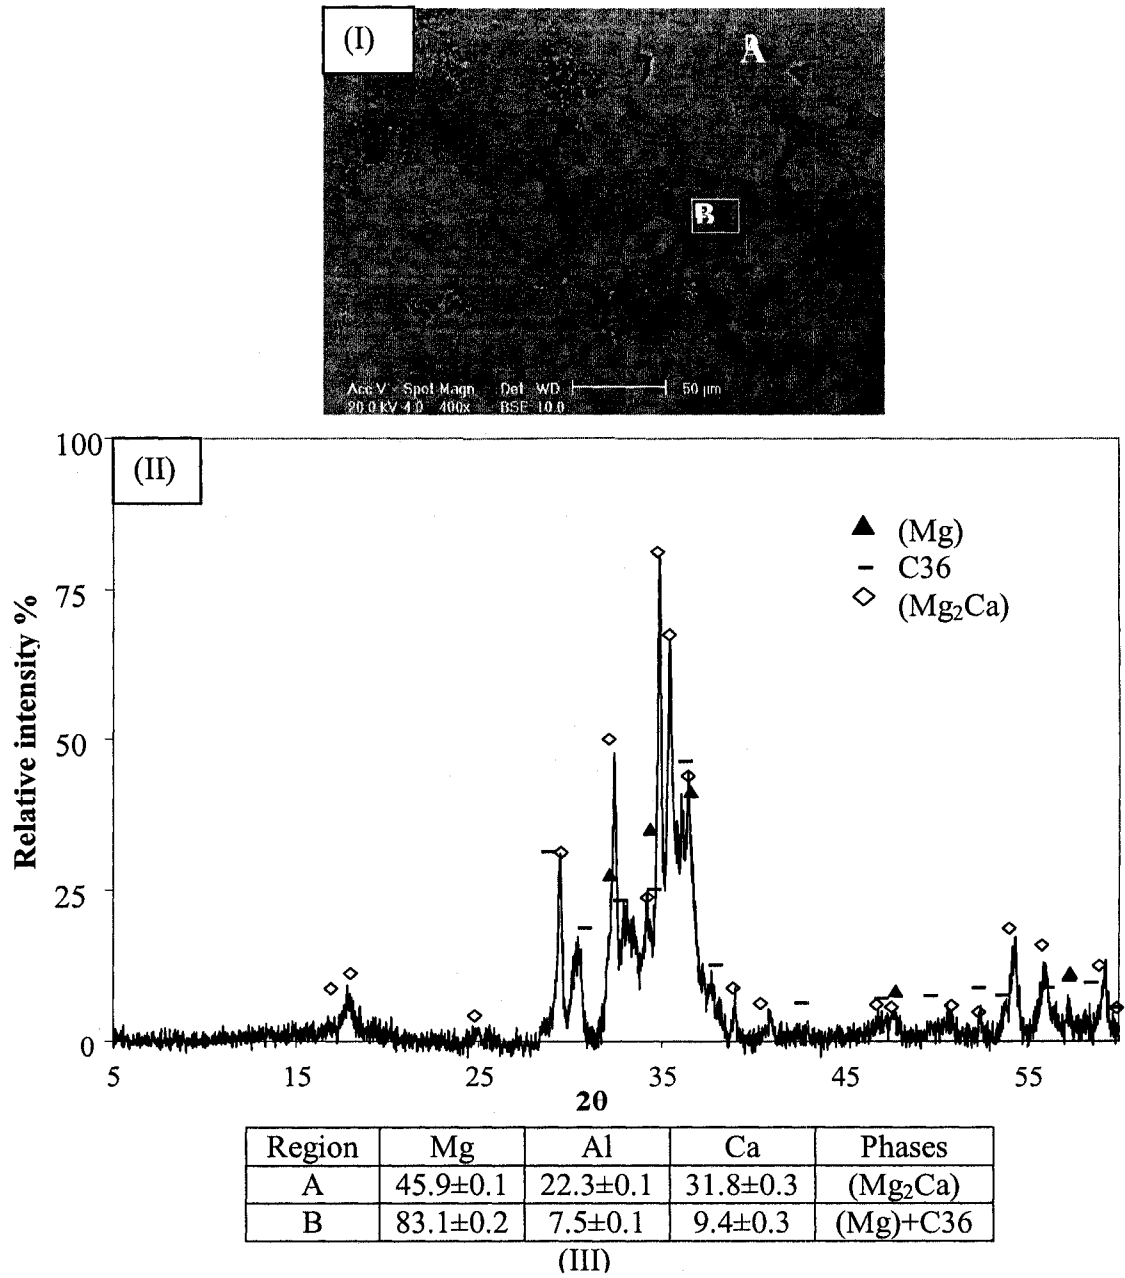 (I)
A
B
Acc.V Spot Magn Det WD 50 µm
20.0 kV 4.0 400x BSE 10.0
(II)
100
75
50
25
0
Relative intensity %
(Mg)
C36
(Mg₂Ca)
5 15 25 35 45 55
2θ
Region Mg Al Ca Phases
A 45.9±0.1 22.3±0.1 31.8±0.3 (Mg₂Ca)
B 83.1±0.2 7.5±0.1 9.4±0.3 (Mg)+C36
(III)